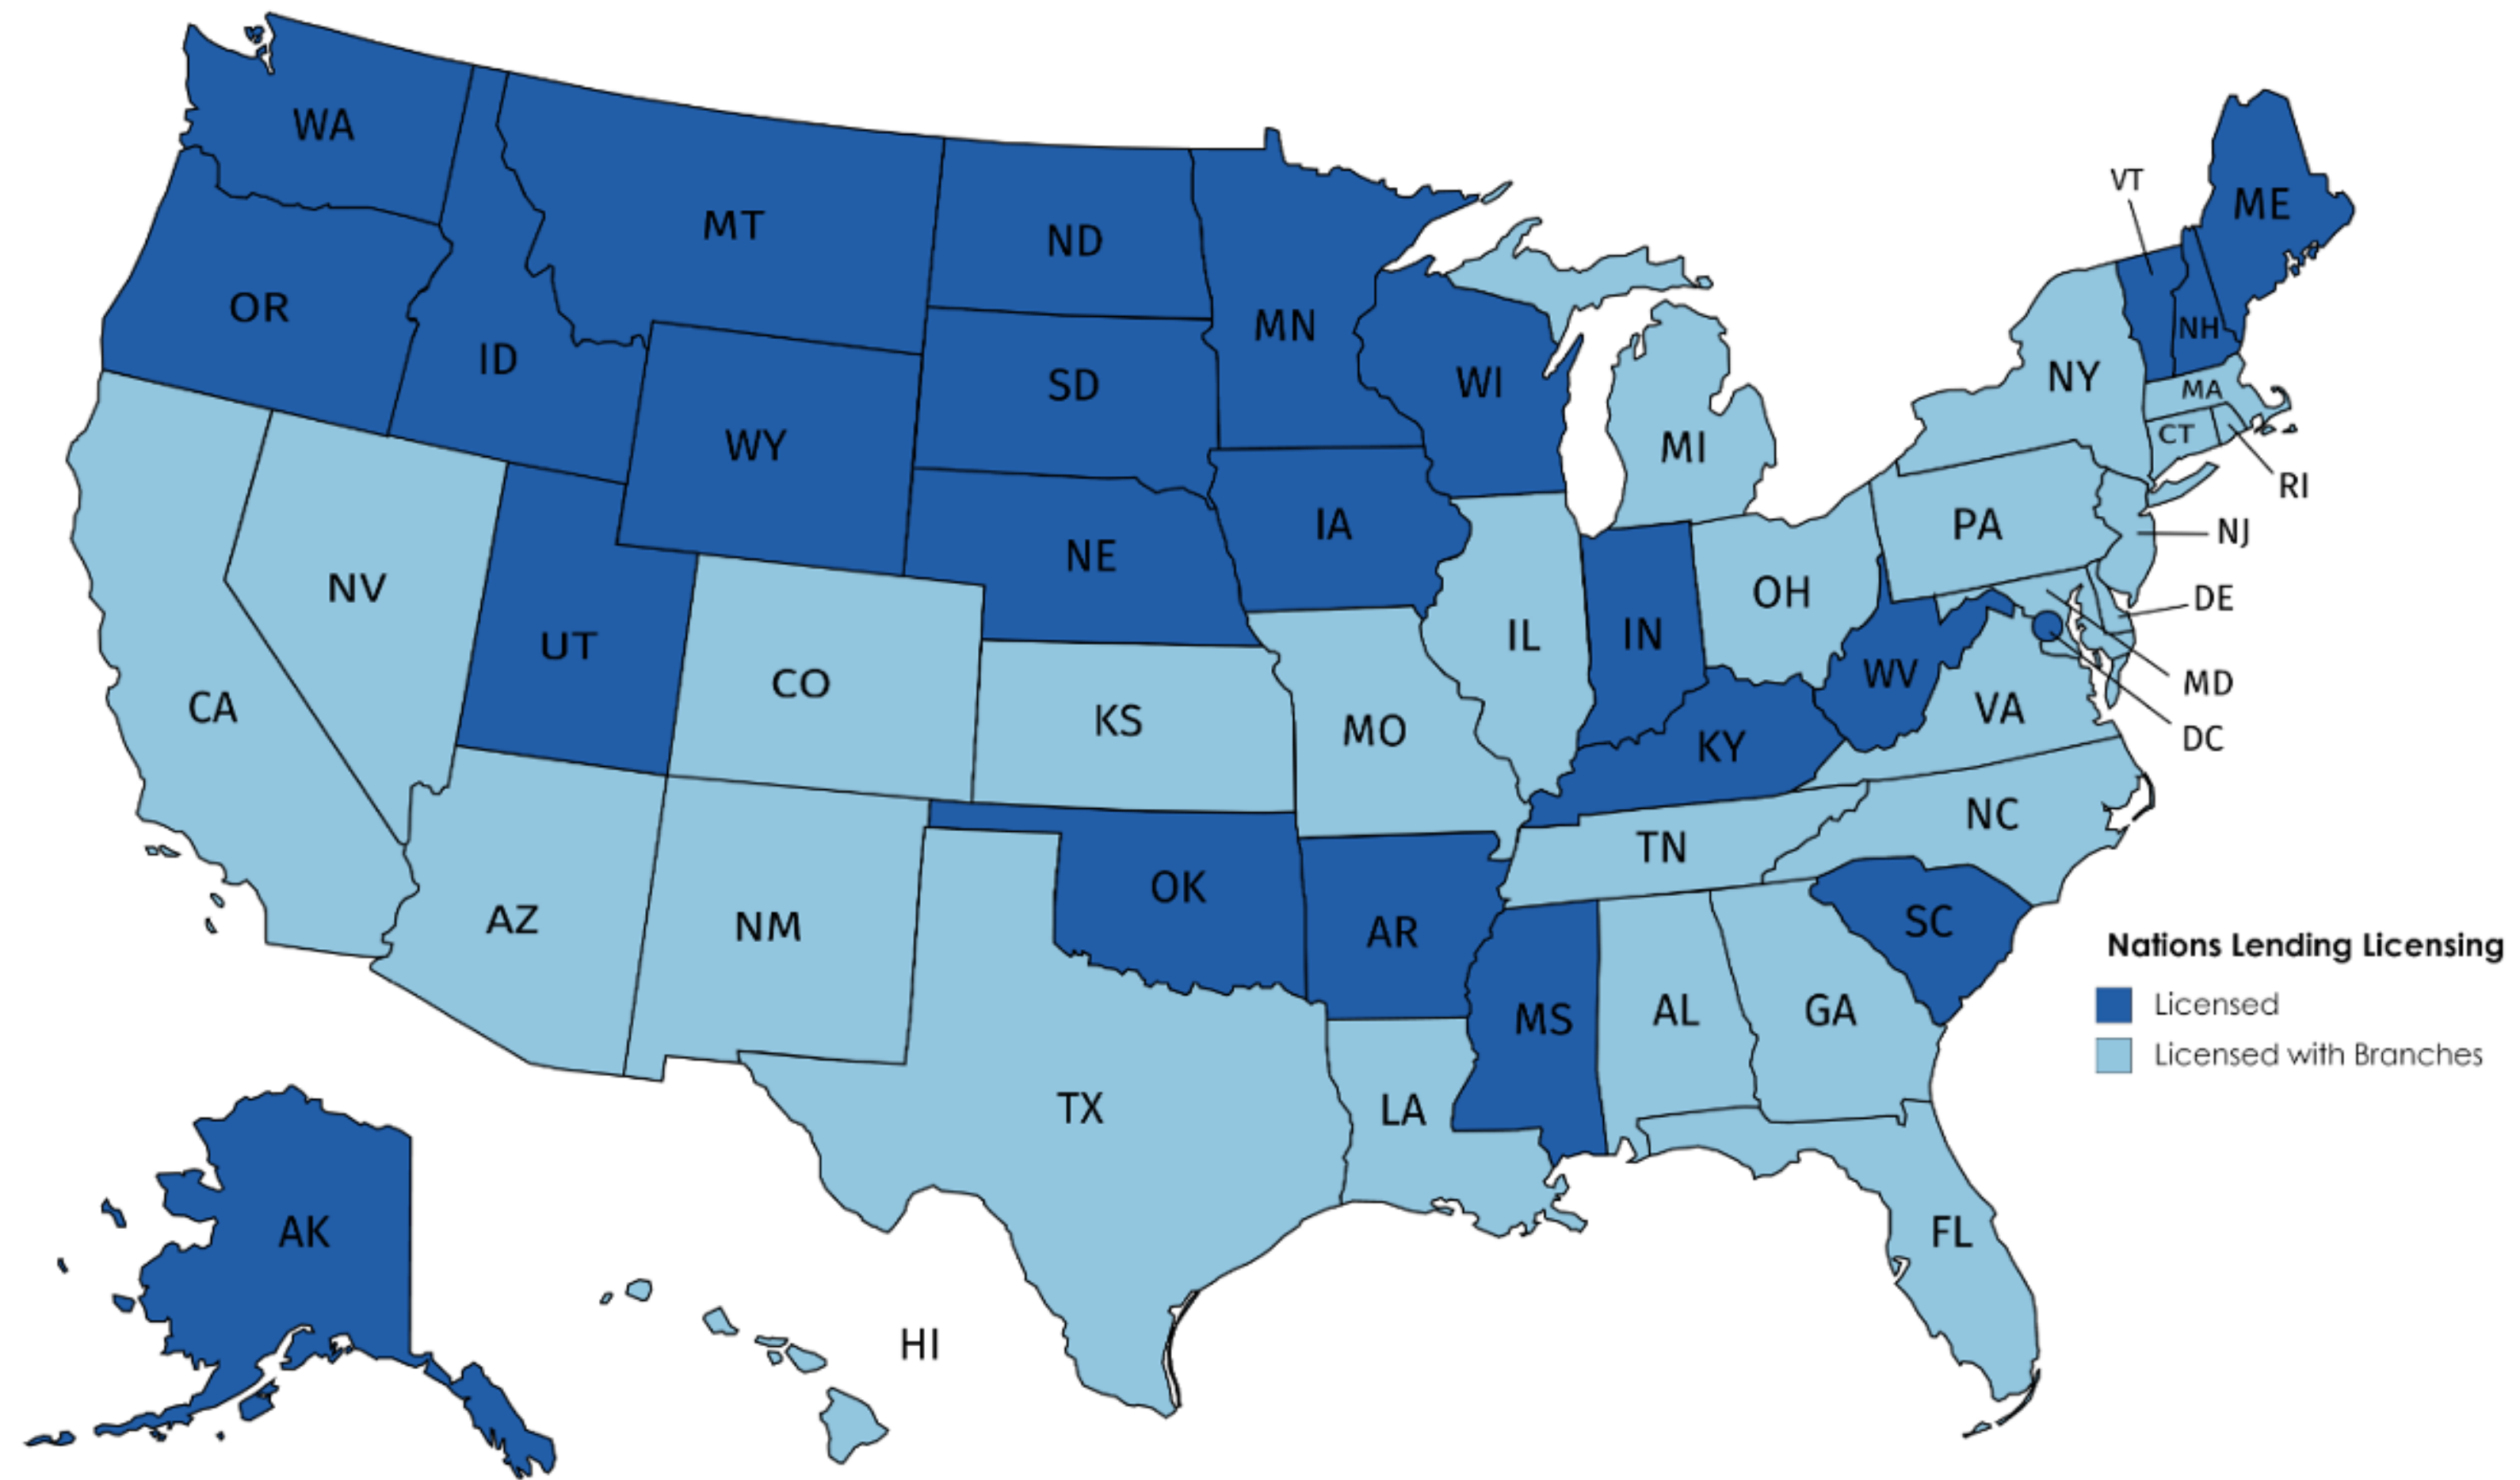 WA
MT
ND
MN
OR
ID
SD
WI
WY
MI
NY
VT
ME
NH
MA
CT
RI
NV
UT
NE
IA
PA
NJ
CA
CO
KS
MO
IL
IN
OH
WV
VA
DE
MD
DC
KY
AZ
NM
OK
AR
TN
NC
SC
TX
LA
MS
AL
GA
FL
AK
HI
Nations Lending Licensing
Licensed
Licensed with Branches